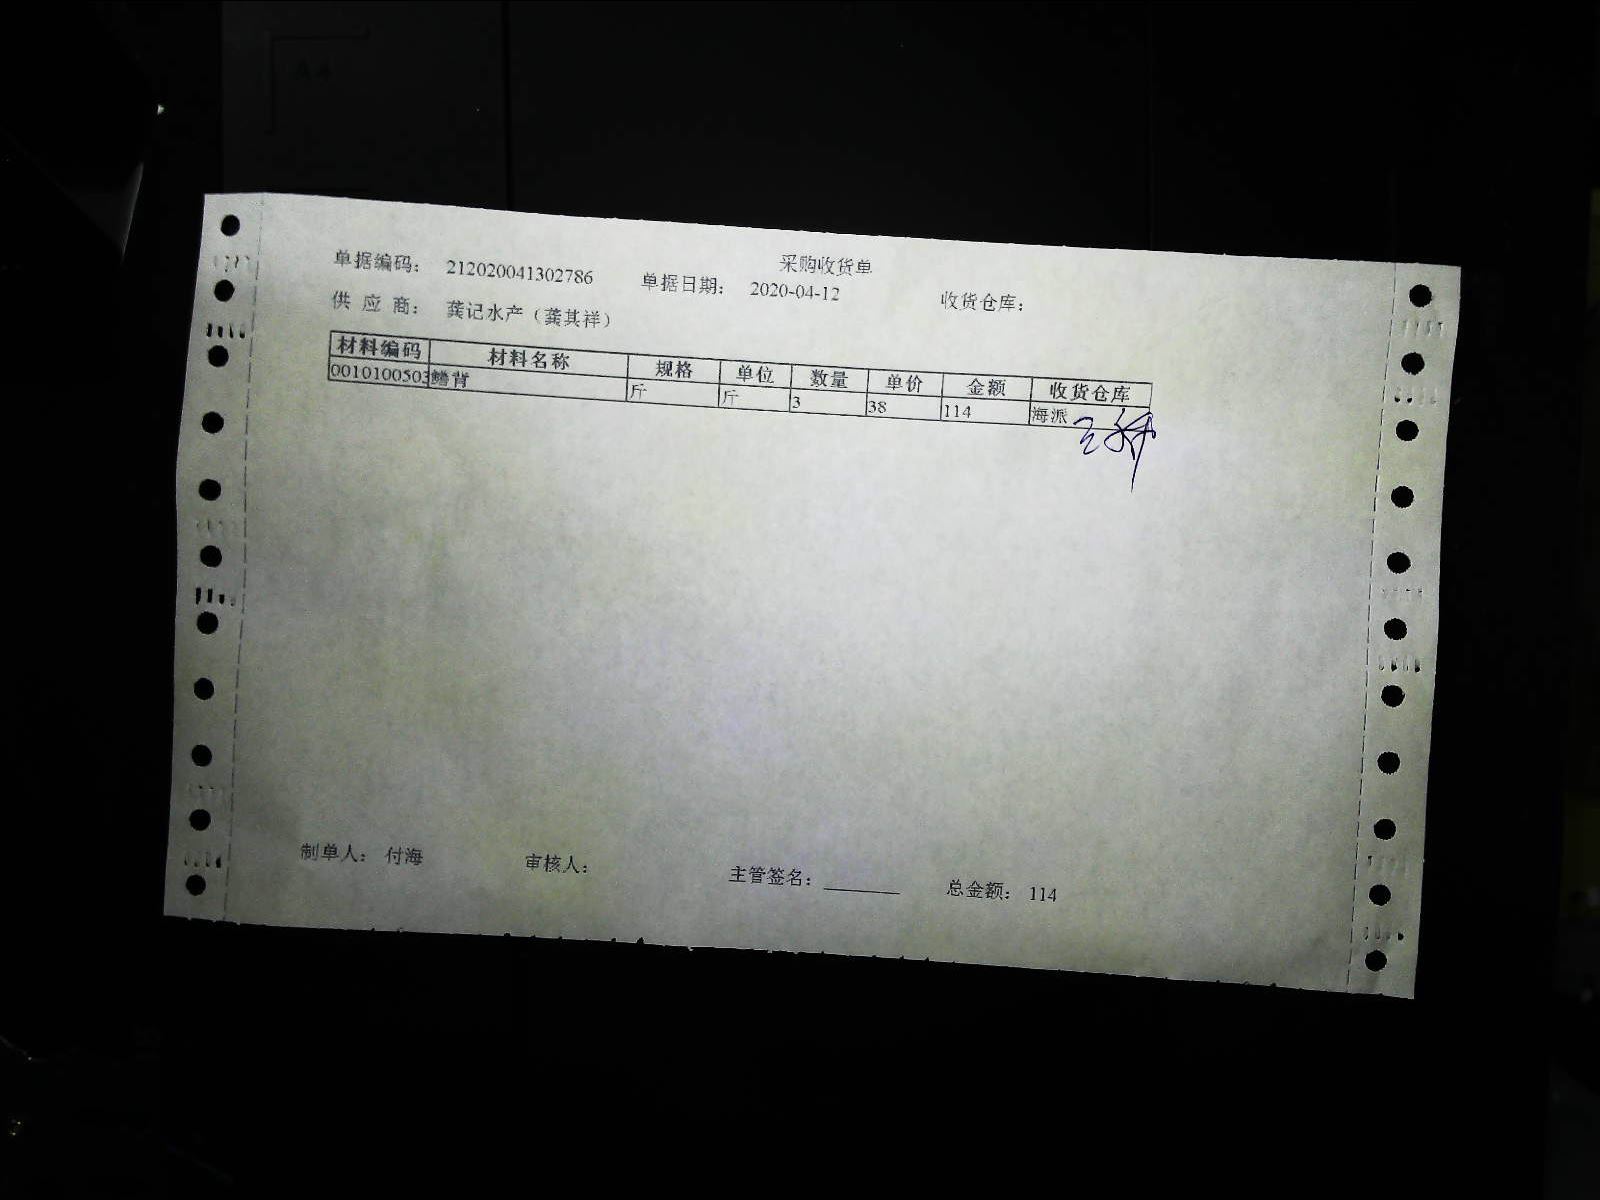 采购收货单
单据编码： 212020041302786 单据日期： 2020-04-12 收货仓库：
供 应 商： 龚记水产（龚其祥）
材料编码 材料名称 规格 单位 数量 单价 金额 收货仓库
0010100503 鳝背 斤 斤 3 38 114 海派
制单人： 付海 审核人： 主管签名： 总金额： 114